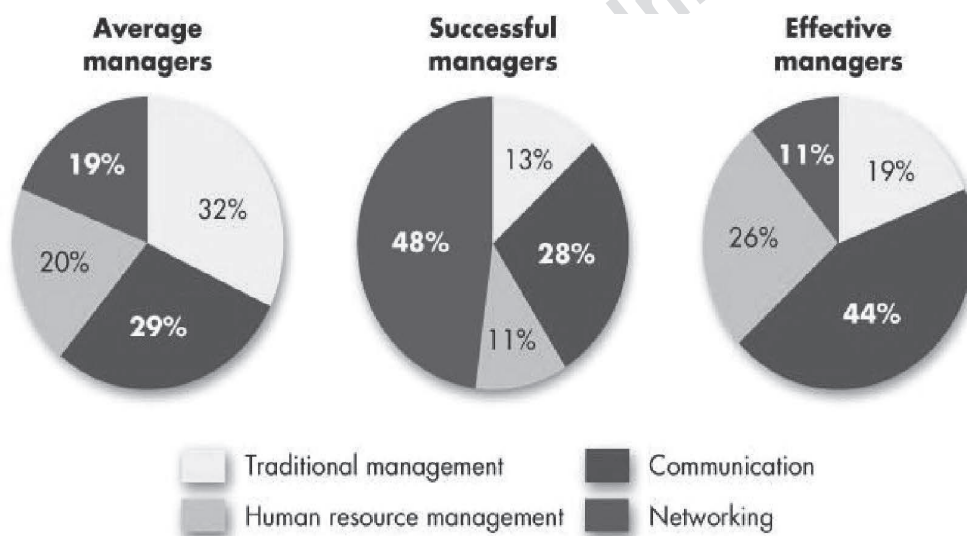 Average
managers
Successful
managers
Effective
managers
19%
32%
20%
29%
48%
13%
28%
11%
11%
19%
26%
44%
Traditional management
Communication
Human resource management
Networking